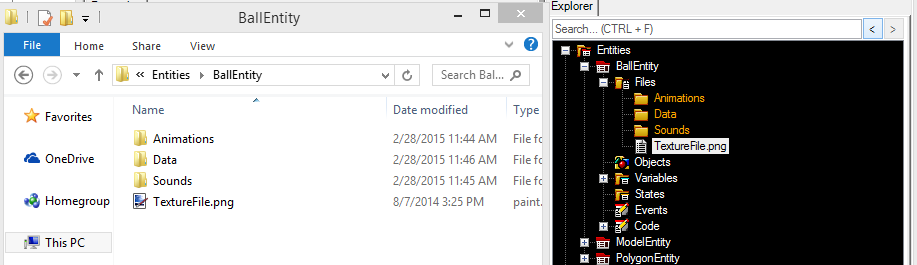 BallEntity
File Home Share View
« Entities BallEntity Search Bal...
Name Date modified Type
Favorites
OneDrive
Homegroup
This PC
Animations 2/28/2015 11:44 AM File fo
Data 2/28/2015 11:46 AM File fo
Sounds 2/28/2015 11:45 AM File fo
TextureFile.png 8/7/2014 3:25 PM paint.
Explorer
Search... (CTRL + F) < >
Entities
BallEntity
Files
Animations
Data
Sounds
TextureFile.png
Objects
Variables
States
Events
Code
ModelEntity
PolygonEntity